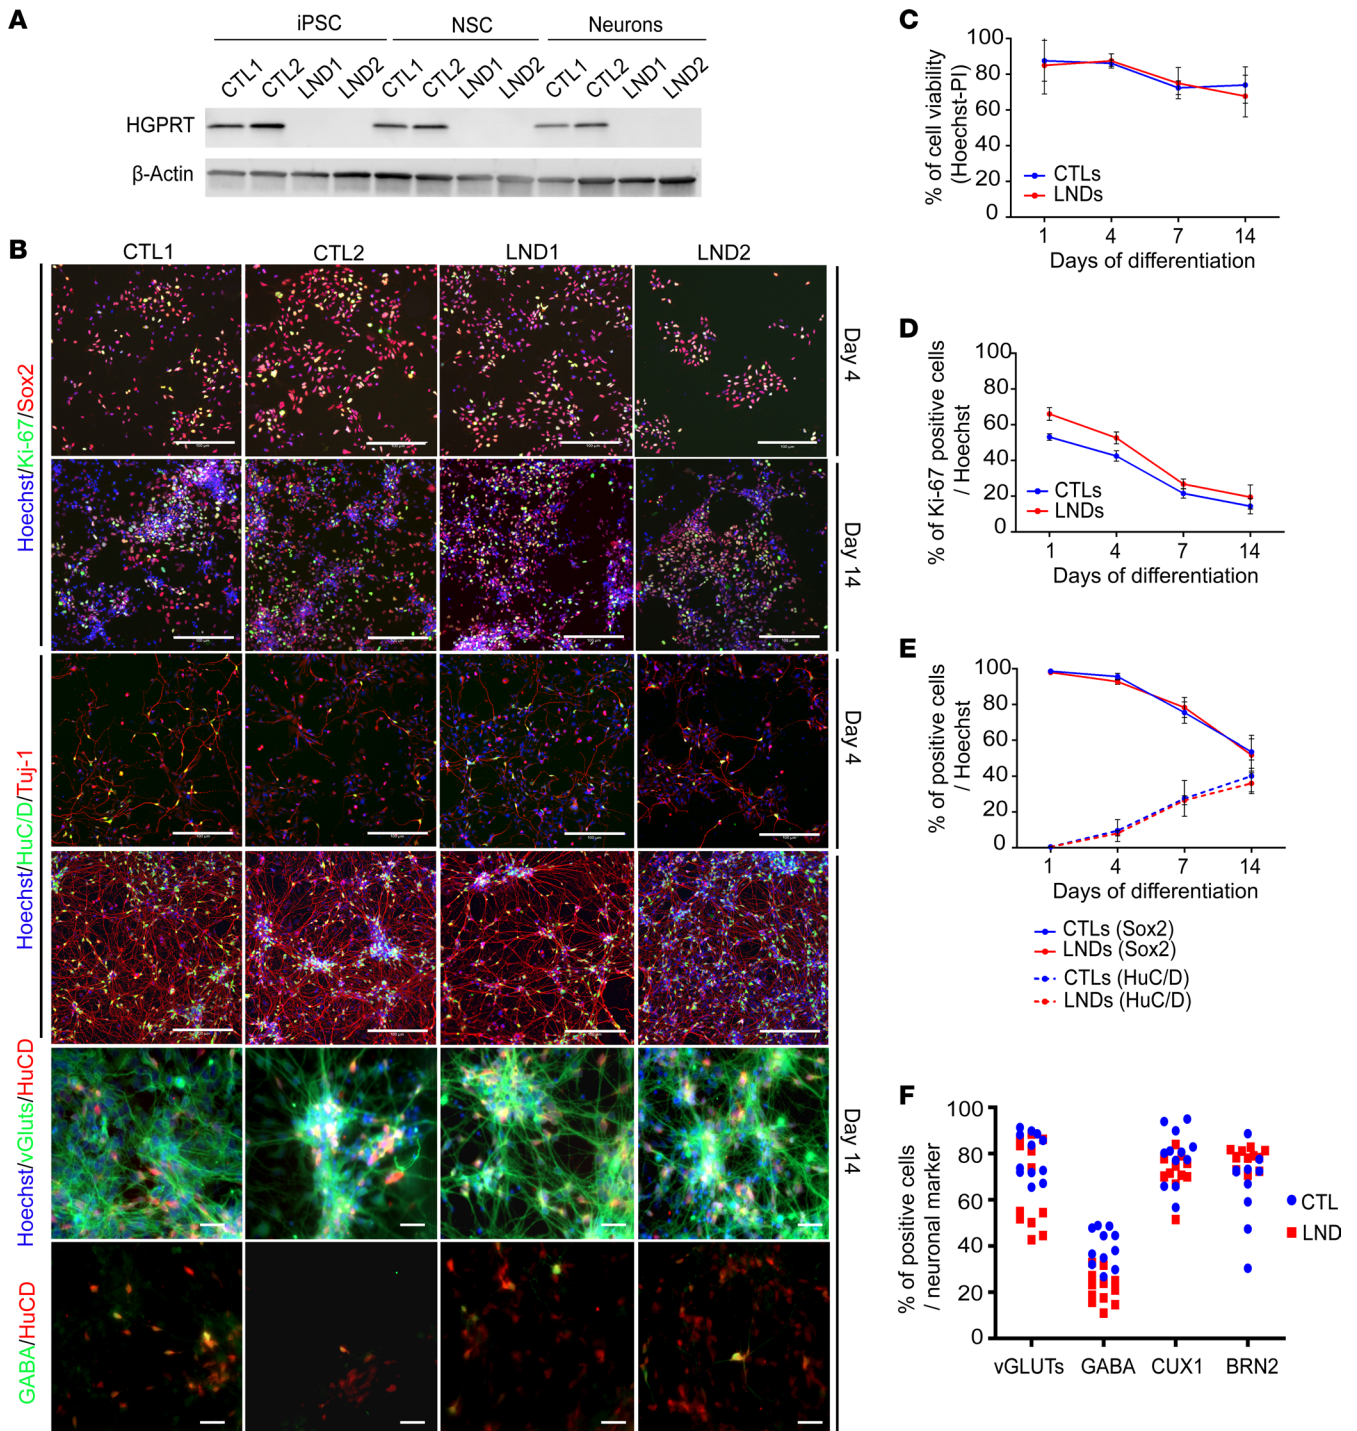 A
iPSC
NSC
Neurons
CTL1
CTL2
LND1
LND2
CTL1
CTL2
LND1
LND2
CTL1
CTL2
LND1
LND2
HGPRT
β-Actin
B
CTL1
CTL2
LND1
LND2
Hoechst/Ki-67/Sox2
Day 4
Day 14
Hoechst/HuC/D/Tuj-1
Day 4
Hoechst/vGluts/HuCD
GABA/HuCD
Day 14
C
% of cell viability
(Hoechst-PI)
100
80
60
40
20
0
CTLs
LNDs
1
4
7
14
Days of differentiation
D
% of Ki-67 positive cells
/ Hoechst
100
80
60
40
20
0
CTLs
LNDs
1
4
7
14
Days of differentiation
E
% of positive cells
/ Hoechst
100
80
60
40
20
0
1
4
7
14
Days of differentiation
CTLs (Sox2)
LNDs (Sox2)
CTLs (HuC/D)
LNDs (HuC/D)
F
% of positive cells
/ neuronal marker
100
80
60
40
20
0
vGLUTs
GABA
CUX1
BRN2
CTL
LND